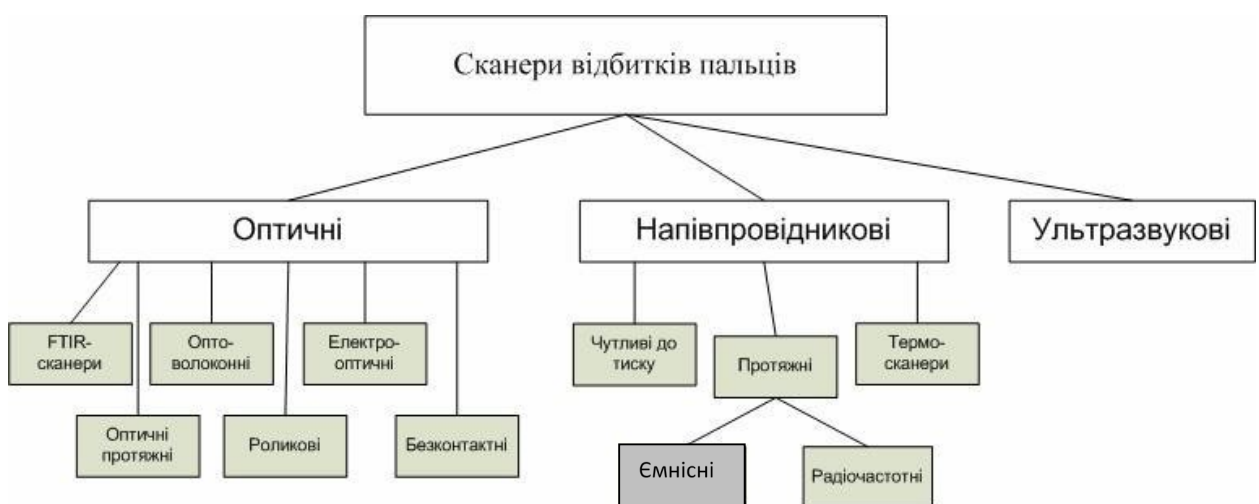 Сканери відбитків пальців
Оптичні
Напівпровідникові
Ультразвукові
FTIR-
сканери
Опто-
волоконні
Електро-
оптичні
Чутливі до
тиску
Протяжні
Термо-
сканери
Оптичні
протяжні
Роликові
Безконтактні
Ємнісні
Радіочастотні